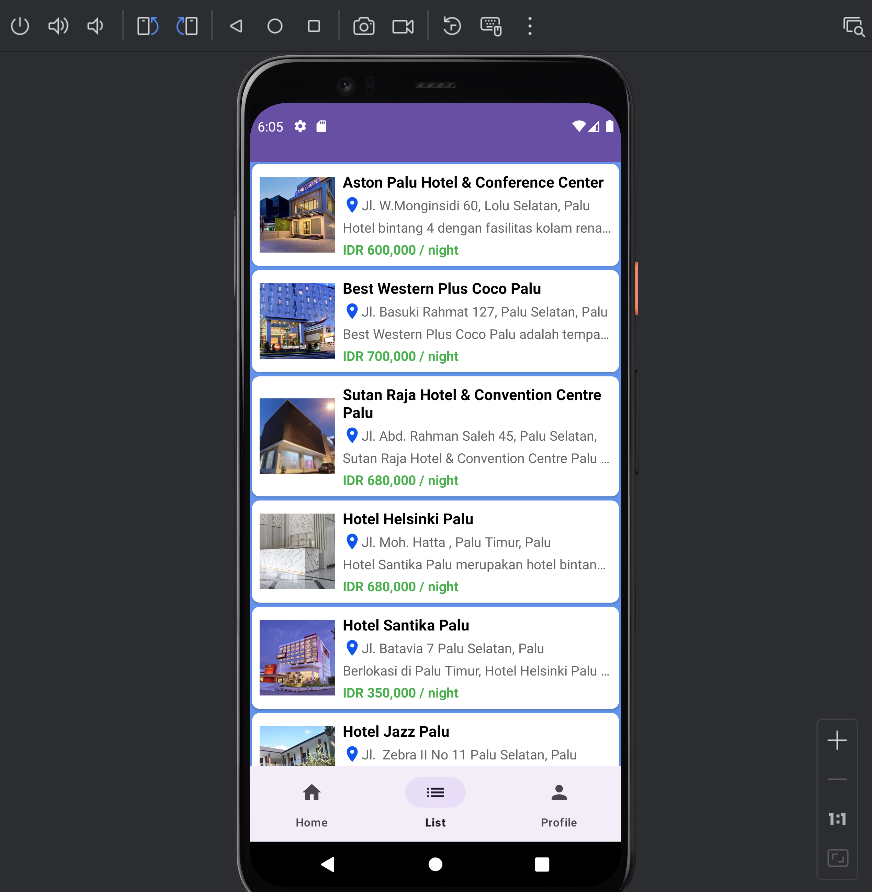 6:05
Aston Palu Hotel & Conference Center
Jl. W.Monginsidi 60, Lolu Selatan, Palu
Hotel bintang 4 dengan fasilitas kolam rena...
IDR 600,000 / night
Best Western Plus Coco Palu
Jl. Basuki Rahmat 127, Palu Selatan, Palu
Best Western Plus Coco Palu adalah tempa...
IDR 700,000 / night
Sutan Raja Hotel & Convention Centre
Palu
Jl. Abd. Rahman Saleh 45, Palu Selatan,
Sutan Raja Hotel & Convention Centre Palu ...
IDR 680,000 / night
Hotel Helsinki Palu
Jl. Moh. Hatta , Palu Timur, Palu
Hotel Santika Palu merupakan hotel bintan...
IDR 680,000 / night
Hotel Santika Palu
Jl. Batavia 7 Palu Selatan, Palu
Berlokasi di Palu Timur, Hotel Helsinki Palu ...
IDR 350,000 / night
Hotel Jazz Palu
Jl.  Zebra II No 11 Palu Selatan, Palu
Home
List
Profile
1:1